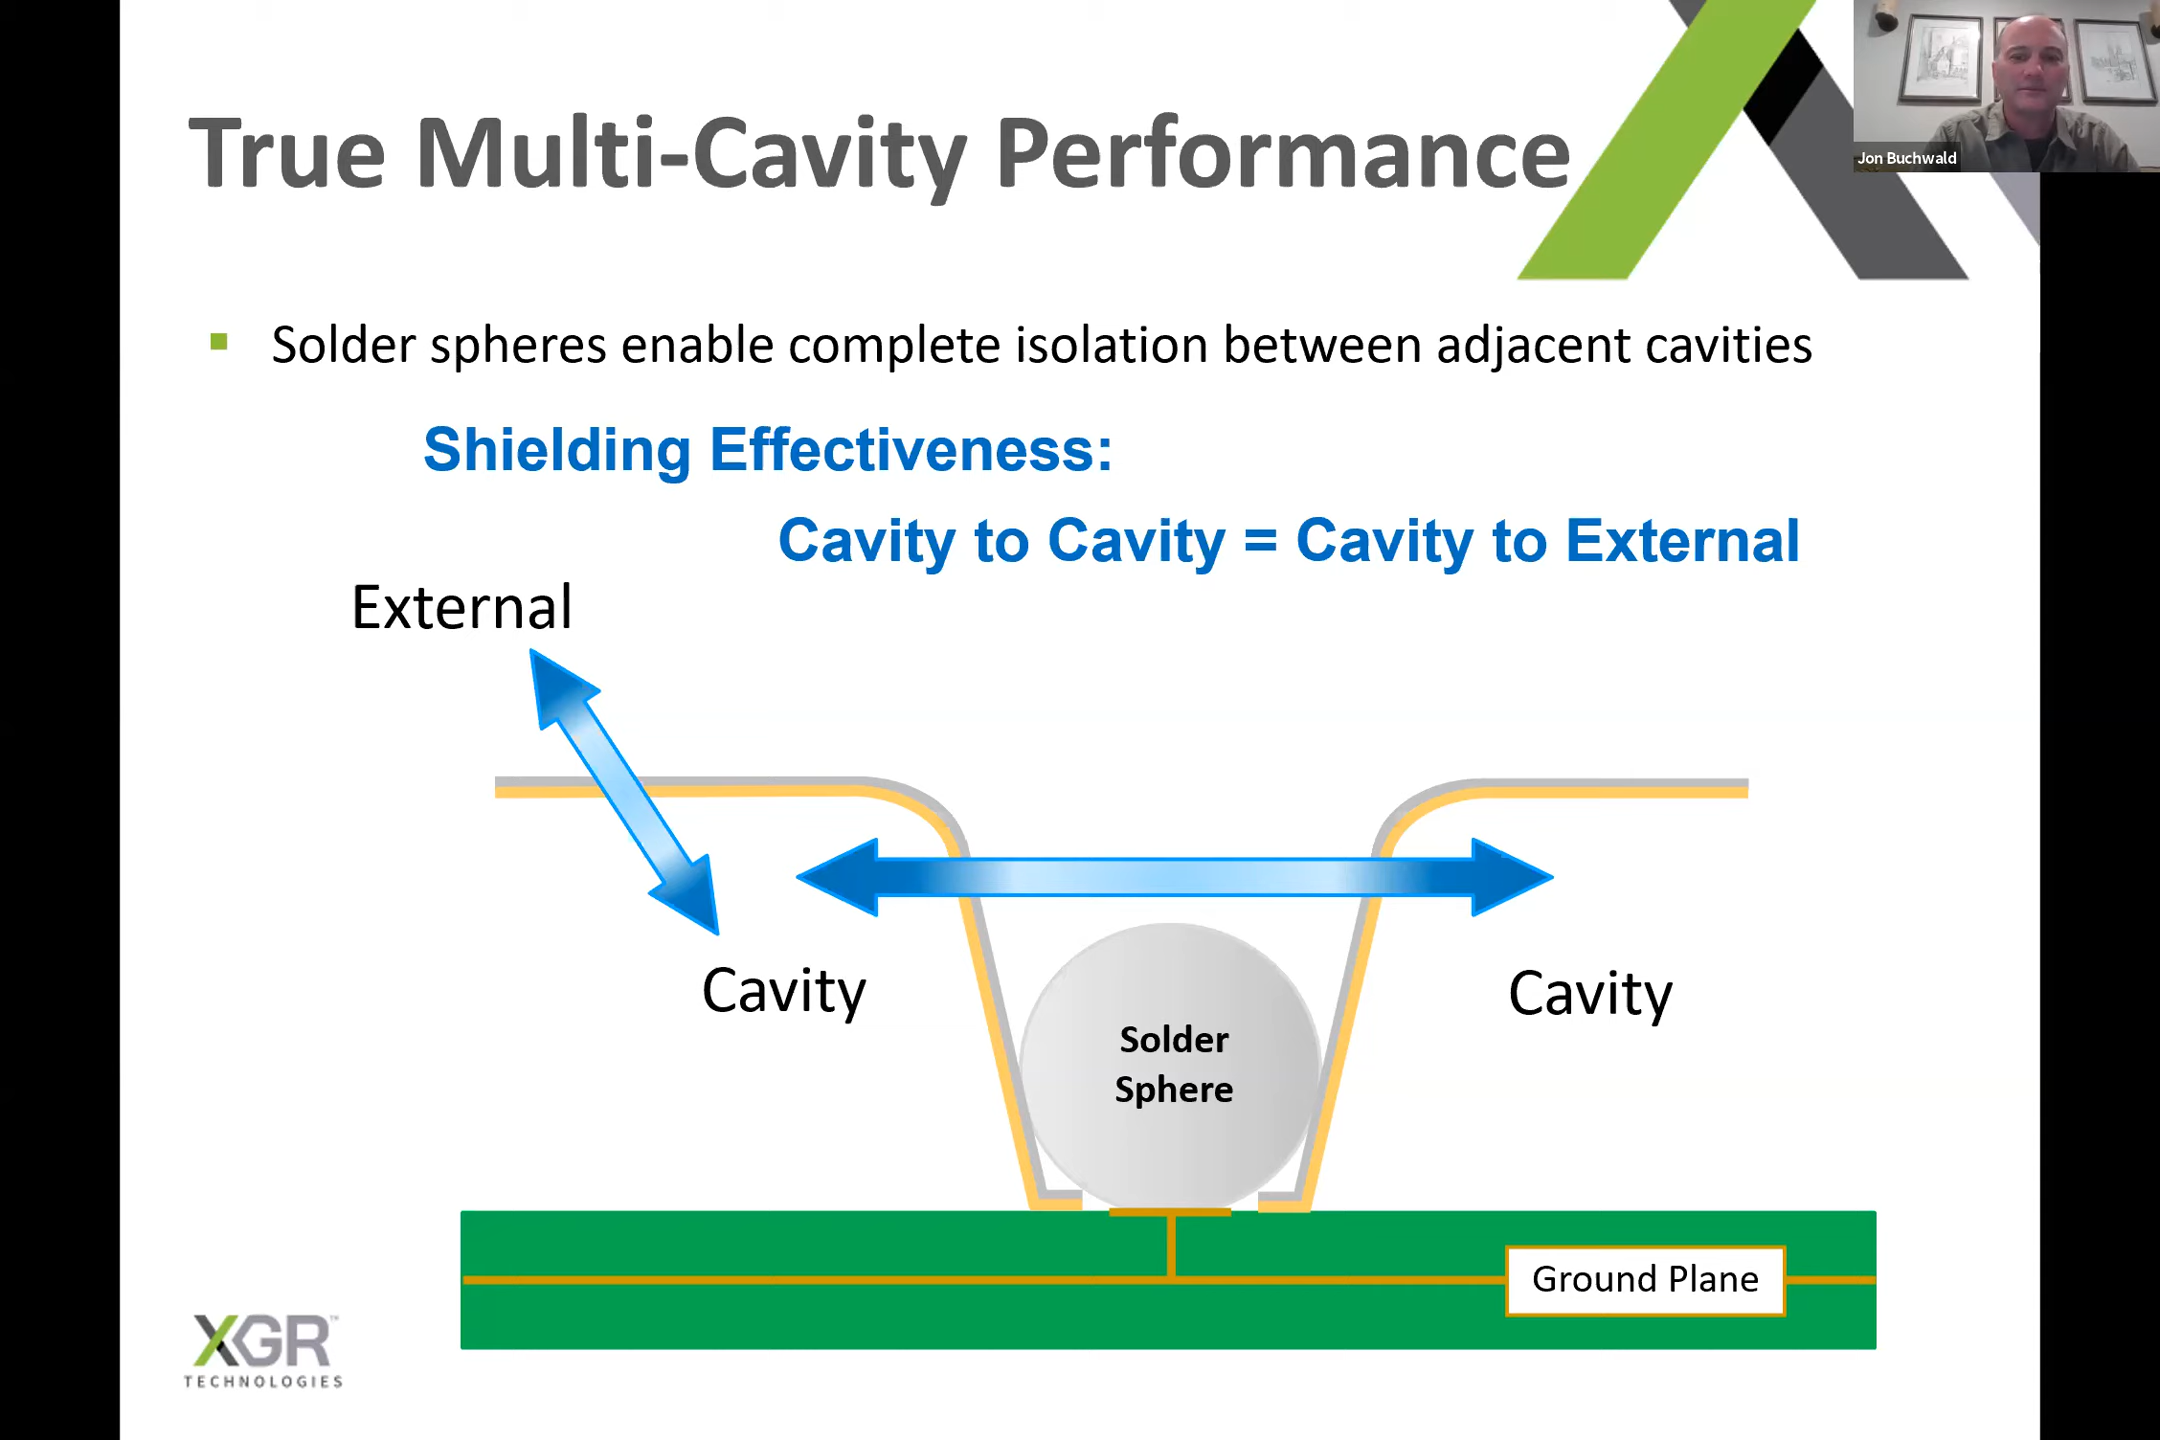 True Multi-Cavity Performance
Jon Buchwald
▪ Solder spheres enable complete isolation between adjacent cavities
Shielding Effectiveness:
Cavity to Cavity = Cavity to External
External
Cavity
Cavity
Solder
Sphere
Ground Plane
XGR™
TECHNOLOGIES